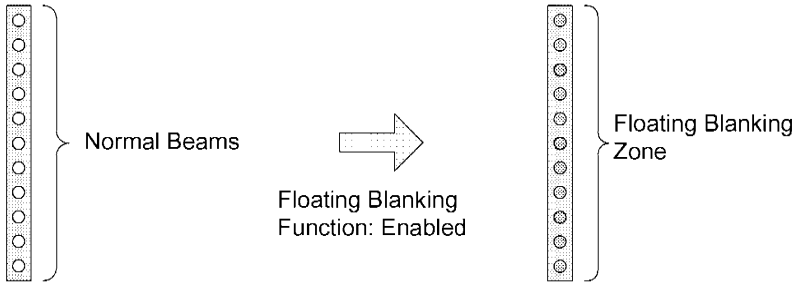 Normal Beams
Floating Blanking
Function: Enabled
Floating Blanking
Zone